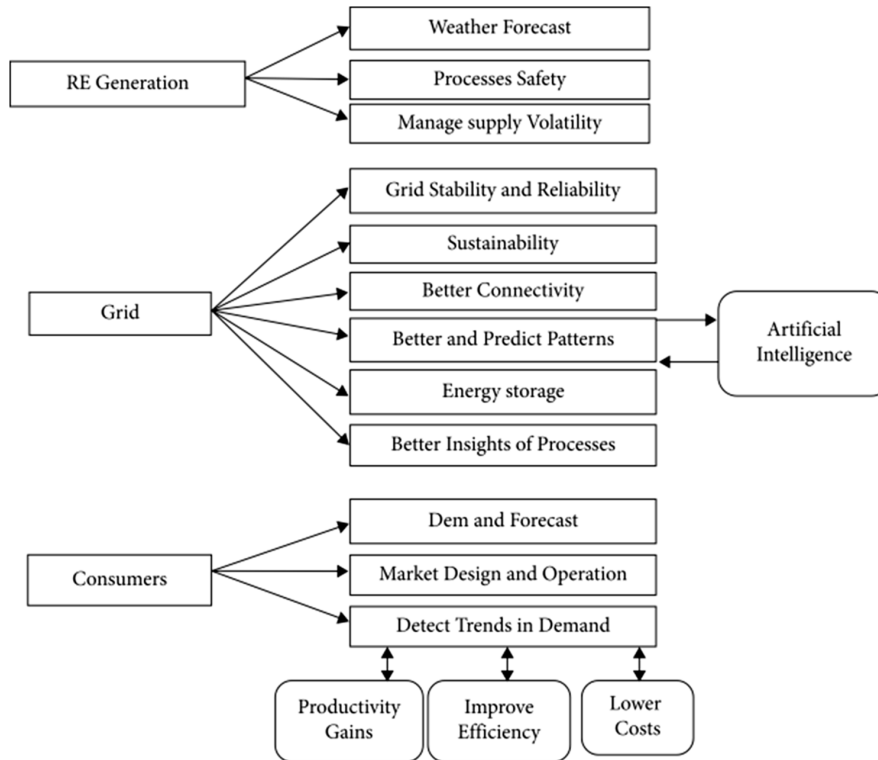 Weather Forecast
RE Generation
Processes Safety
Manage supply Volatility
Grid Stability and Reliability
Sustainability
Better Connectivity
Grid
Better and Predict Patterns
Artificial
Intelligence
Energy storage
Better Insights of Processes
Dem and Forecast
Consumers
Market Design and Operation
Detect Trends in Demand
Productivity
Gains
Improve
Efficiency
Lower
Costs